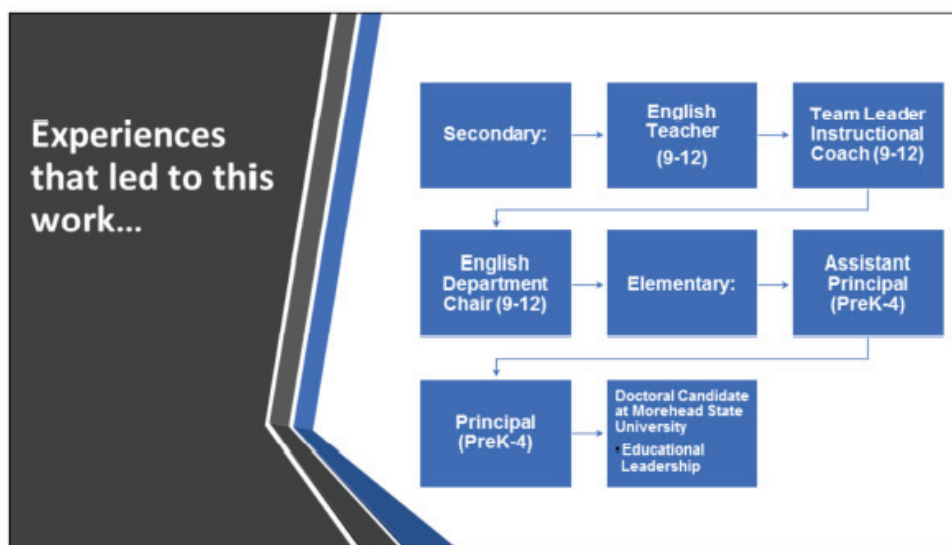 Experiences
that led to this
work...
Secondary:
English
Teacher
(9-12)
Team Leader
Instructional
Coach (9-12)
English
Department
Chair (9-12)
Elementary:
Assistant
Principal
(PreK-4)
Principal
(PreK-4)
Doctoral Candidate
at Morehead State
University
▪Educational
Leadership